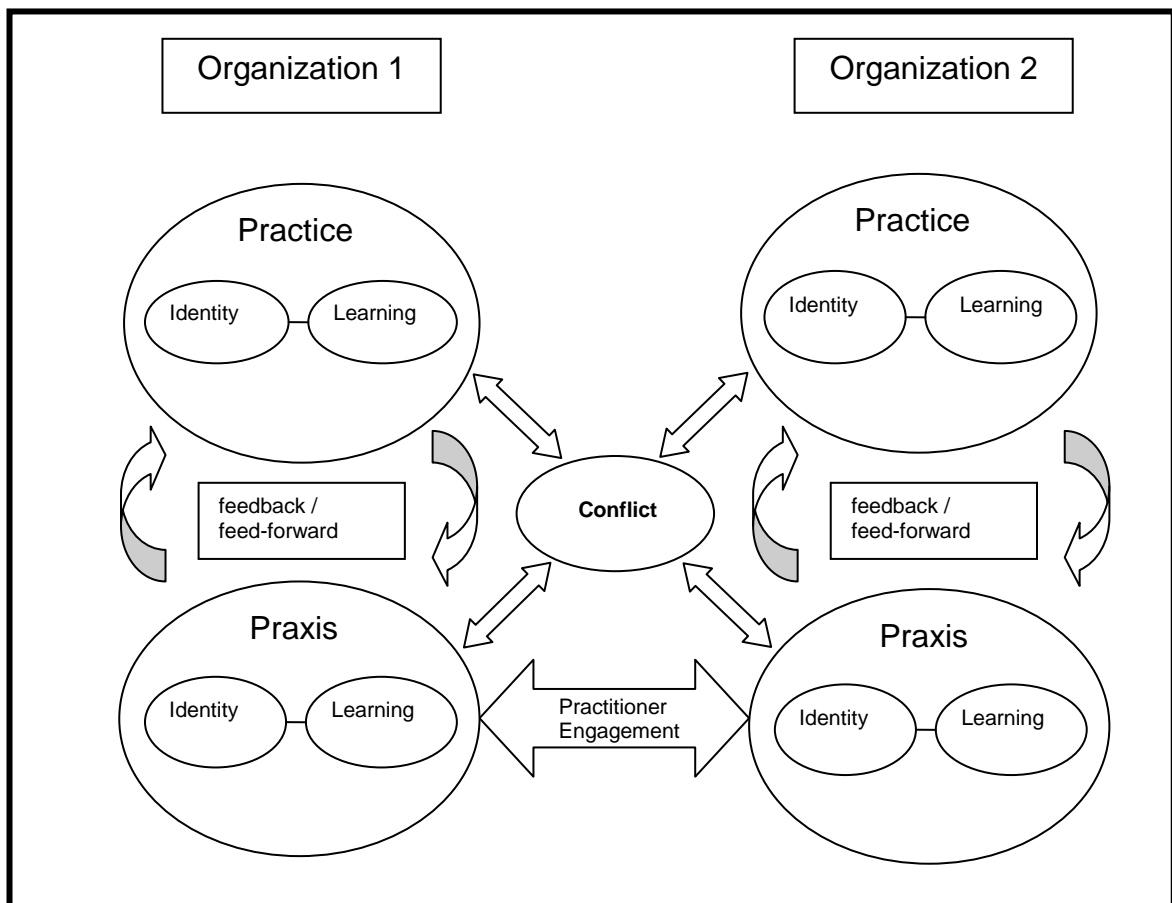 Organization 1
Organization 2
Practice
Identity
Learning
Practice
Identity
Learning
Conflict
feedback /
feed-forward
feedback /
feed-forward
Praxis
Identity
Learning
Practitioner
Engagement
Praxis
Identity
Learning